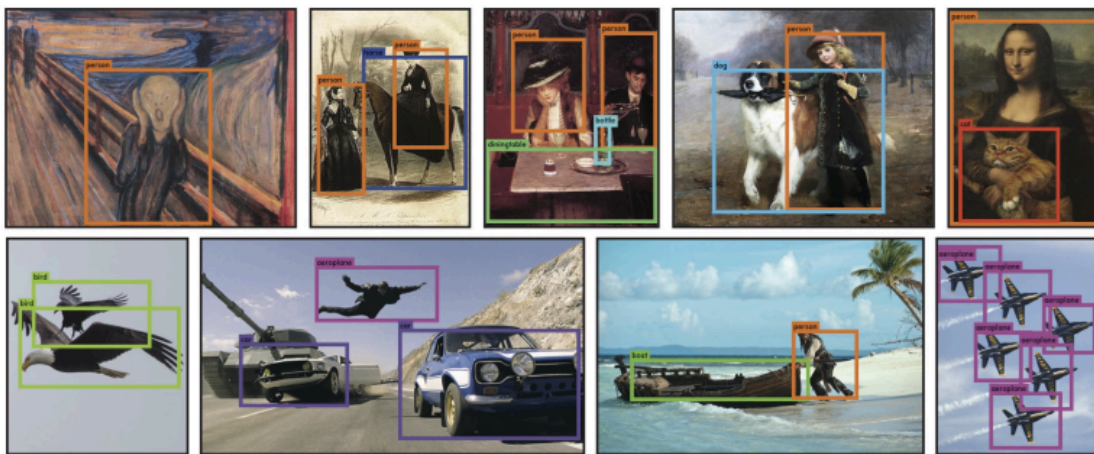 person
person
horse
person
person
person
bottle
diningtable
dog
person
person
cat
bird
bird
aeroplane
car
car
boat
person
aeroplane
aeroplane
aeroplane
aeroplane
aeroplane
aeroplane